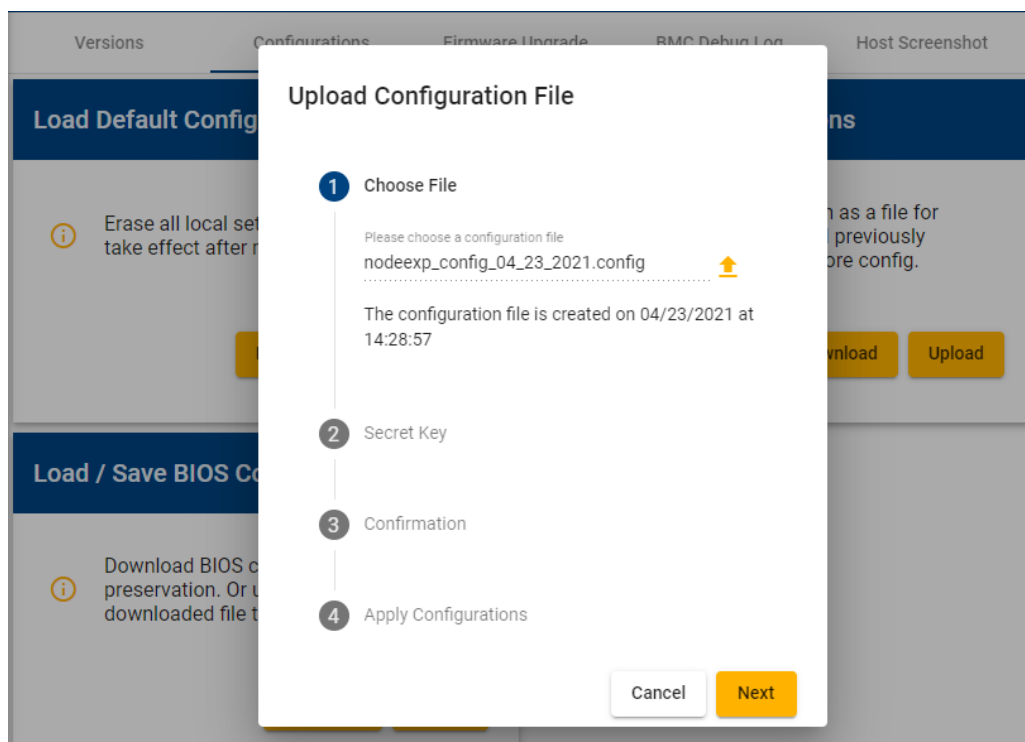 Versions
Configurations
Firmware Upgrade
BMC Debug Log
Host Screenshot
Load Default Config
ns
Erase all local set
take effect after
as a file for
previously
ore config.
wnload
Upload
Load / Save BIOS Co
Download BIOS c
preservation. Or u
downloaded file t
Upload Configuration File
1 Choose File
Please choose a configuration file
nodeexp_config_04_23_2021.config
The configuration file is created on 04/23/2021 at
14:28:57
2 Secret Key
3 Confirmation
4 Apply Configurations
Cancel
Next